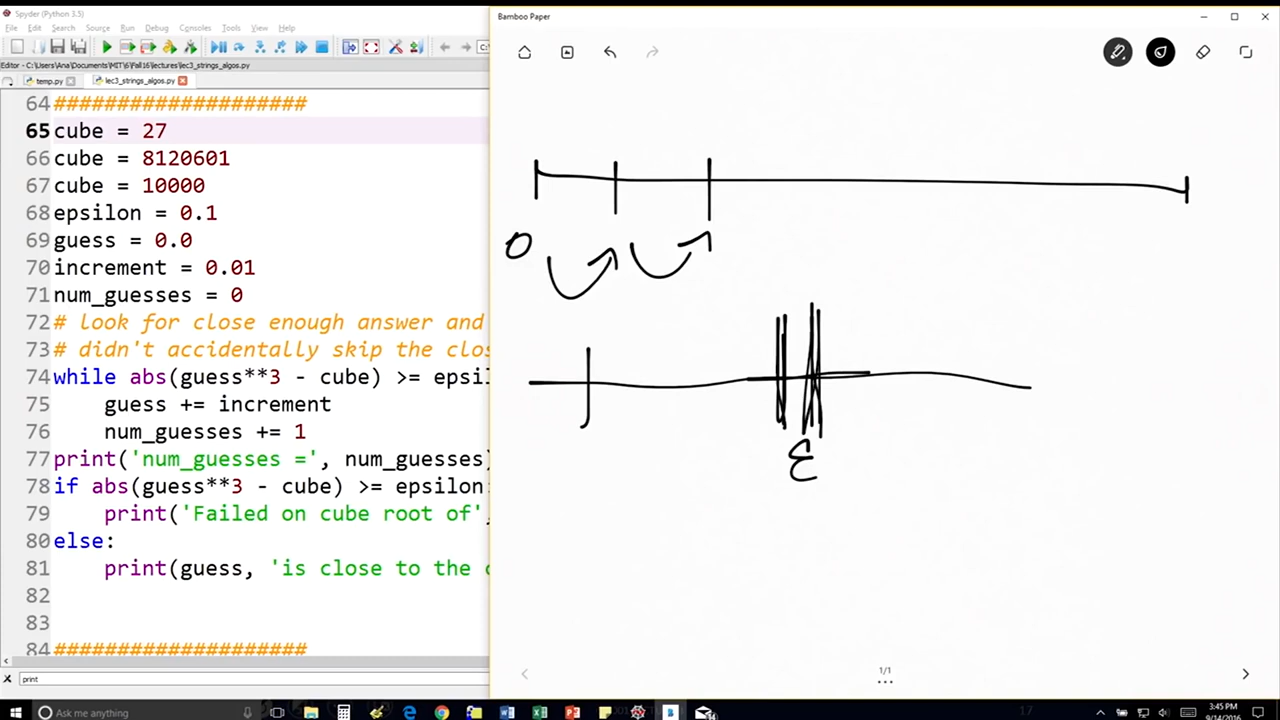 Spyder (Python 3.5)
File Edit Search Source Run Debug Consoles Tools View Help
Editor - C:\Users\Ana\Documents\MIT\6\Fall16\lectures\lec3_strings_algos.py
temp.py lec3_strings_algos.py
64 ####################
65 cube = 27
66 cube = 8120601
67 cube = 10000
68 epsilon = 0.1
69 guess = 0.0
70 increment = 0.01
71 num_guesses = 0
72 # look for close enough answer and
73 # didn't accidentally skip the clos
74 while abs(guess**3 - cube) >= epsil
75 guess += increment
76 num_guesses += 1
77 print('num_guesses =', num_guesses)
78 if abs(guess**3 - cube) >= epsilon:
79 print('Failed on cube root of',
80 else:
81 print(guess, 'is close to the c
82
83
84 ####################
print
Bamboo Paper
0
ε
1/1
Ask me anything
3:45 PM
9/14/2016
17